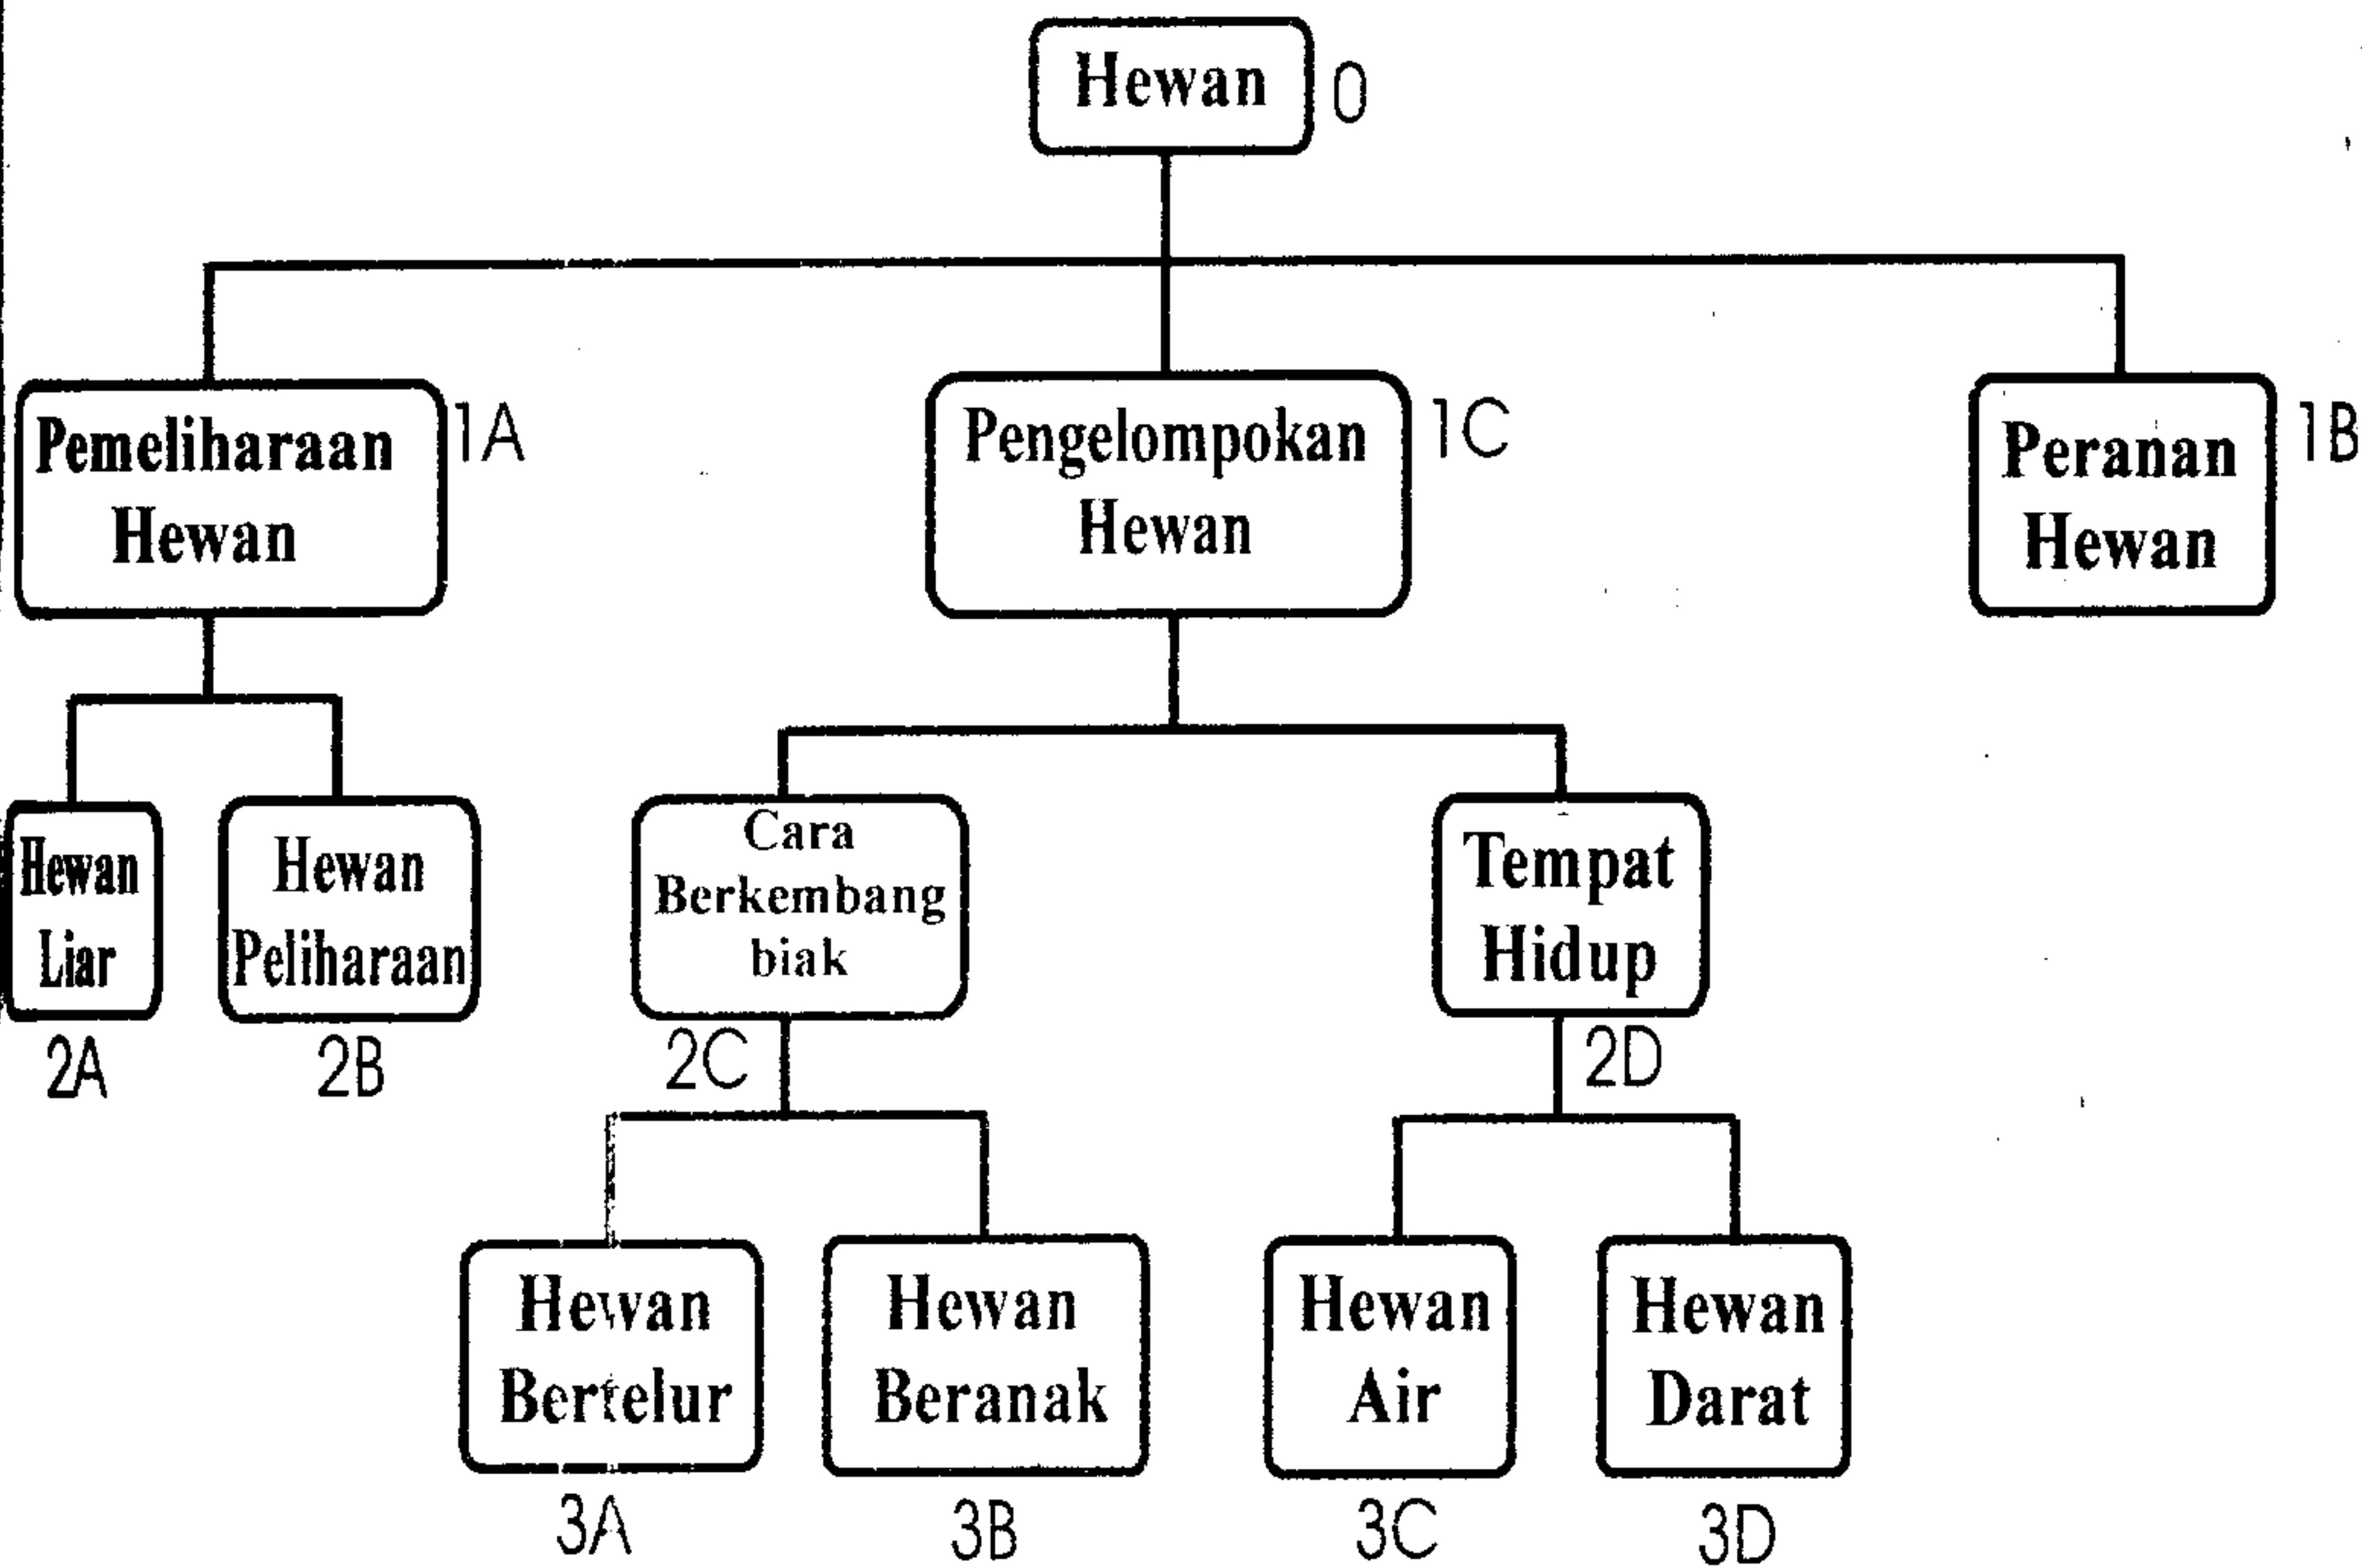 Hewan
0
Pemeliharaan
Hewan
1A
Pengelompokan
Hewan
1C
Peranan
Hewan
1B
Hewan
Liar
2A
Hewan
Peliharaan
2B
Cara
Berkembang
biak
2C
Tempat
Hidup
2D
Hewan
Bertelur
3A
Hewan
Beranak
3B
Hewan
Air
3C
Hewan
Darat
3D